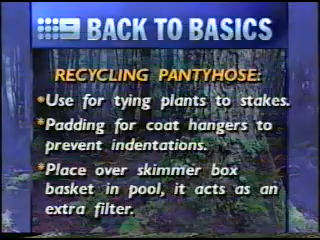 BACK TO BASICS
RECYCLING PANTYHOSE:
*Use for tying plants to stakes.
*Padding for coat hangers to
prevent indentations.
*Place over skimmer box
basket in pool, it acts as an
extra filter.